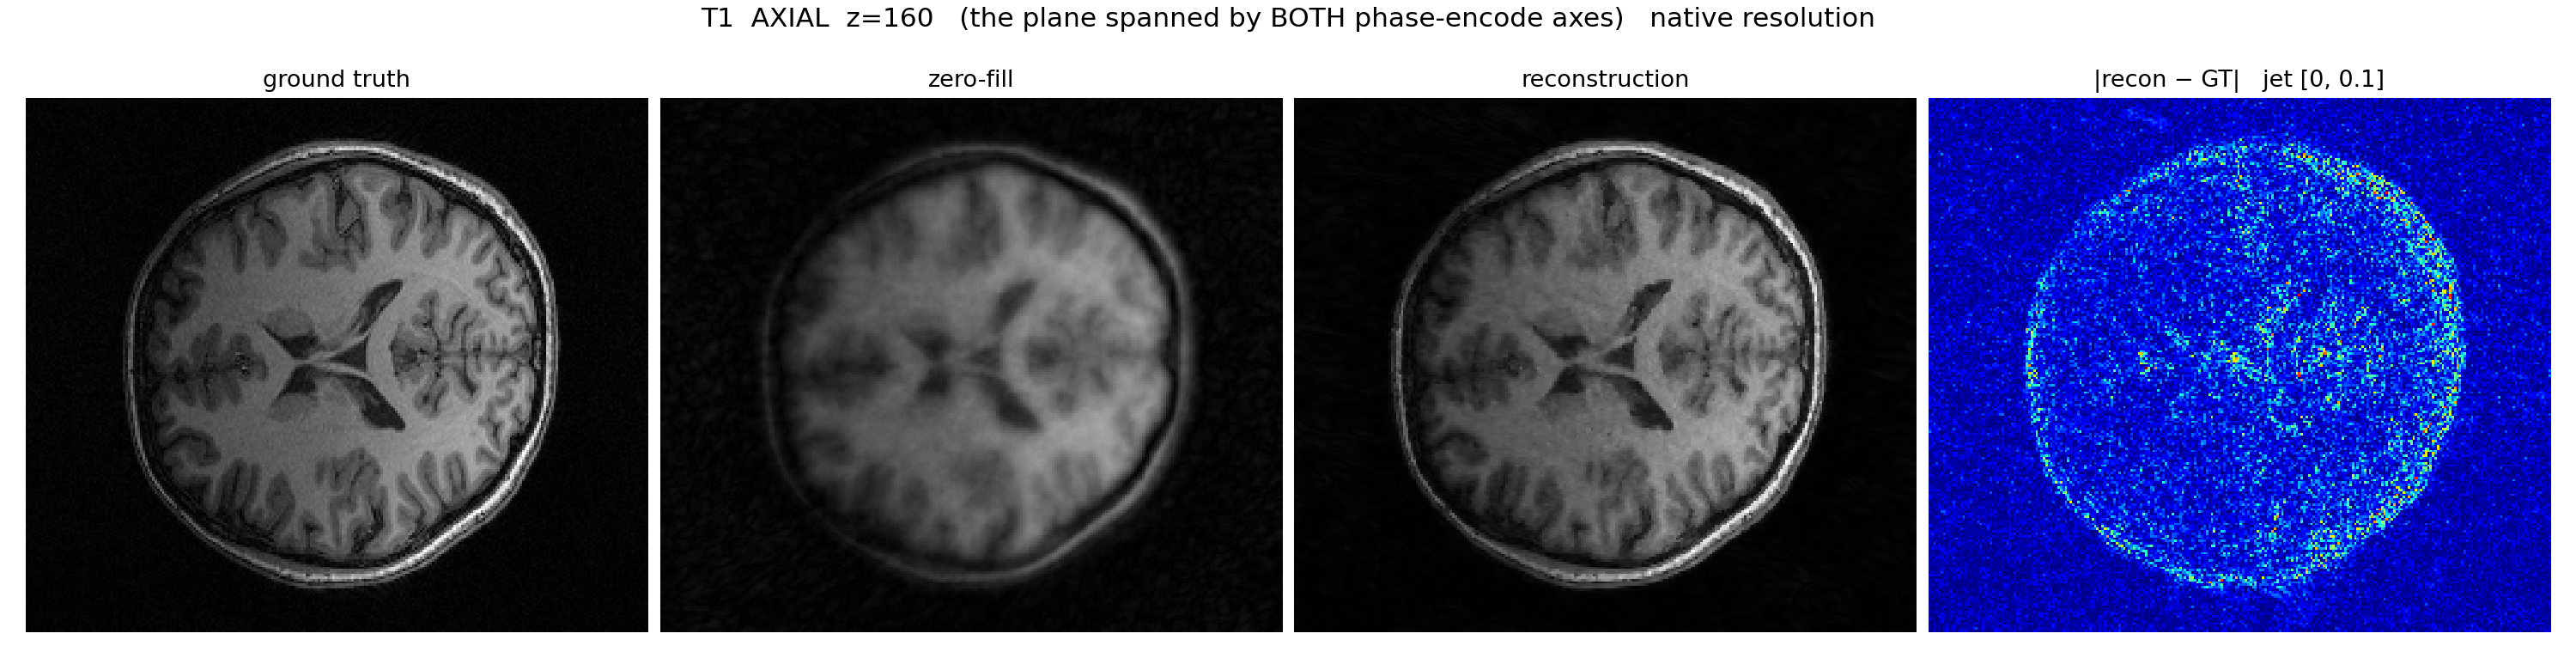 T1  AXIAL  z=160   (the plane spanned by BOTH phase-encode axes)   native resolution
ground truth
zero-fill
reconstruction
|recon − GT|   jet [0, 0.1]